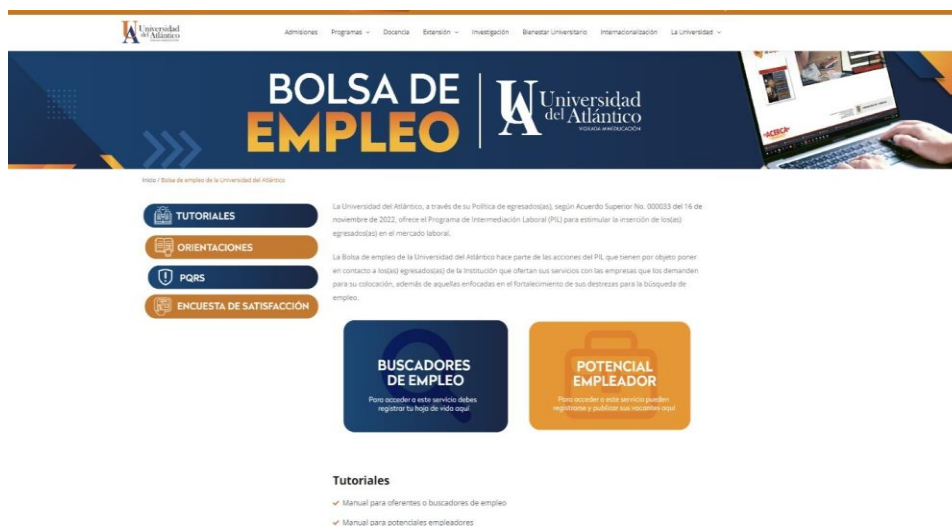 Universidad
del Atlántico
Admisiones
Programas
Docencia
Extensión
Investigación
Bienestar Universitario
Internacionalización
La Universidad
BOLSA DE
EMPLEO
Universidad
del Atlántico
VIGILADA MINEDUCACIÓN
Inicio / Bolsa de empleo de la Universidad del Atlántico
TUTORIALES
ORIENTACIONES
PQRS
ENCUESTA DE SATISFACCIÓN
La Universidad del Atlántico, a través de su Política de egresados(as), según Acuerdo Superior No. 000033 del 16 de
noviembre de 2022, ofrece el Programa de Intermediación Laboral (PIL) para estimular la inserción de los(as)
egresados(as) en el mercado laboral.
La Bolsa de empleo de la Universidad del Atlántico hace parte de las acciones del PIL que tienen por objeto poner
en contacto a los(as) egresados(as) de la Institución que ofertan sus servicios con las empresas que los demanden
para su colocación, además de aquellas enfocadas en el fortalecimiento de sus destrezas para la búsqueda de
empleo.
BUSCADORES
DE EMPLEO
Para acceder a este servicio debes
registrar tu hoja de vida aquí
POTENCIAL
EMPLEADOR
Para acceder a este servicio pueden
registrarse y publicar sus vacantes aquí
Tutoriales
Manual para oferentes o buscadores de empleo
Manual para potenciales empleadores